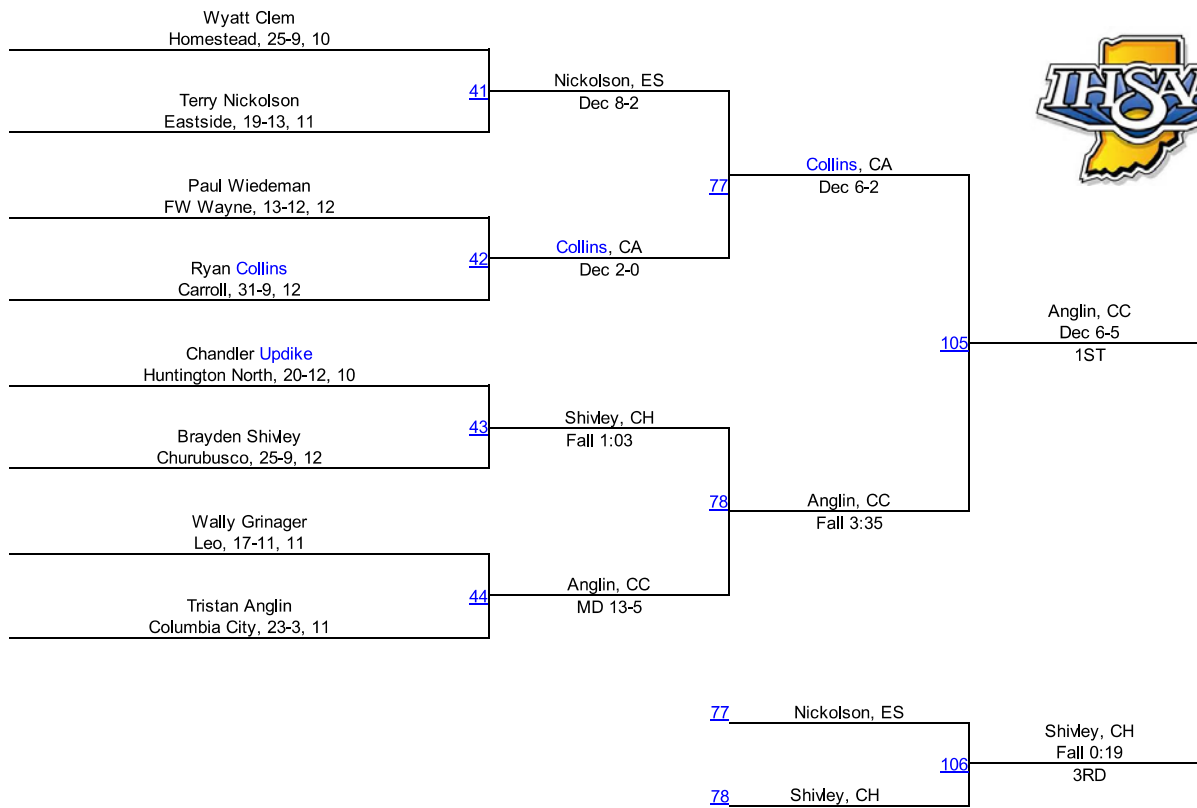 Wyatt Clem
Homestead, 25-9, 10
41
Terry Nickolson
Eastside, 19-13, 11
Nickolson, ES
Dec 8-2
Paul Wiedeman
FW Wayne, 13-12, 12
42
Ryan Collins
Carroll, 31-9, 12
Collins, CA
Dec 2-0
77
Collins, CA
Dec 6-2
Chandler Updike
Huntington North, 20-12, 10
43
Brayden Shivley
Churubusco, 25-9, 12
Shivley, CH
Fall 1:03
Wally Grinager
Leo, 17-11, 11
44
Tristan Anglin
Columbia City, 23-3, 11
Anglin, CC
MD 13-5
78
Anglin, CC
Fall 3:35
105
Anglin, CC
Dec 6-5
1ST
IHSAA
77
Nickolson, ES
78
Shivley, CH
106
Shivley, CH
Fall 0:19
3RD